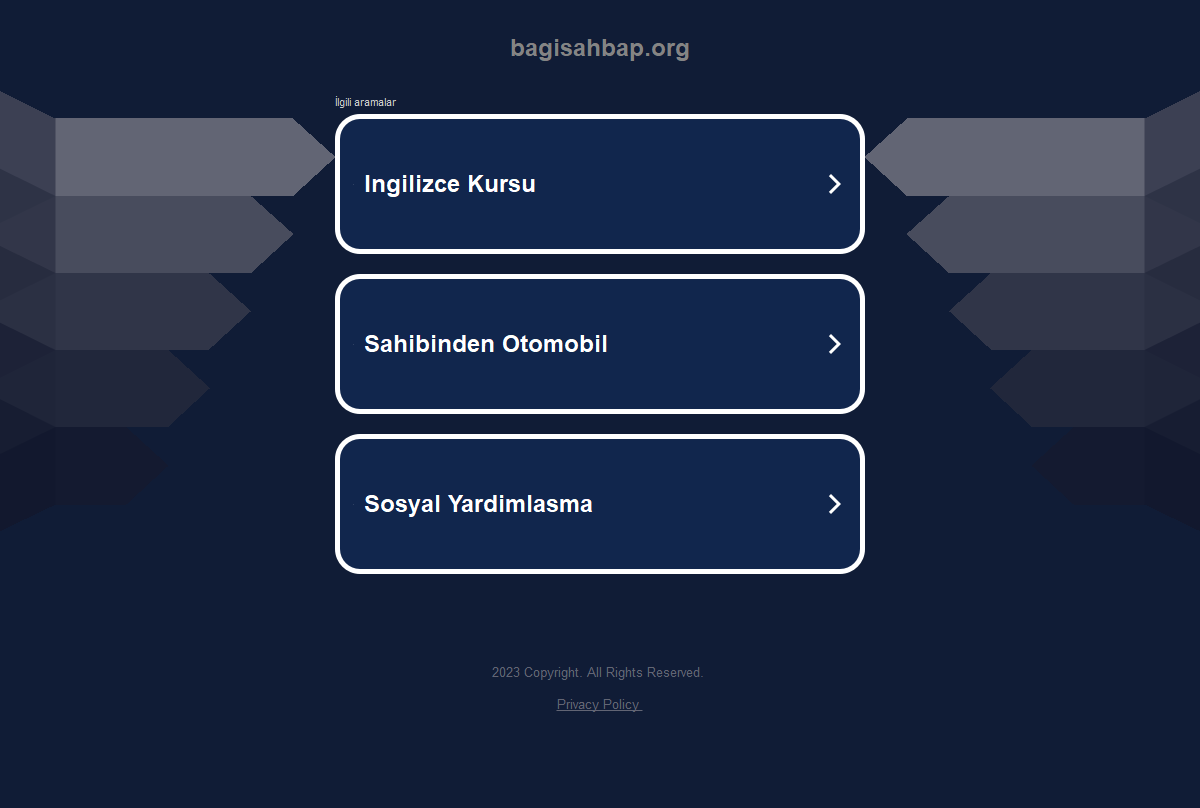 bagisahbap.org
İlgili aramalar
Ingilizce Kursu
Sahibinden Otomobil
Sosyal Yardimlasma
2023 Copyright. All Rights Reserved.
Privacy Policy